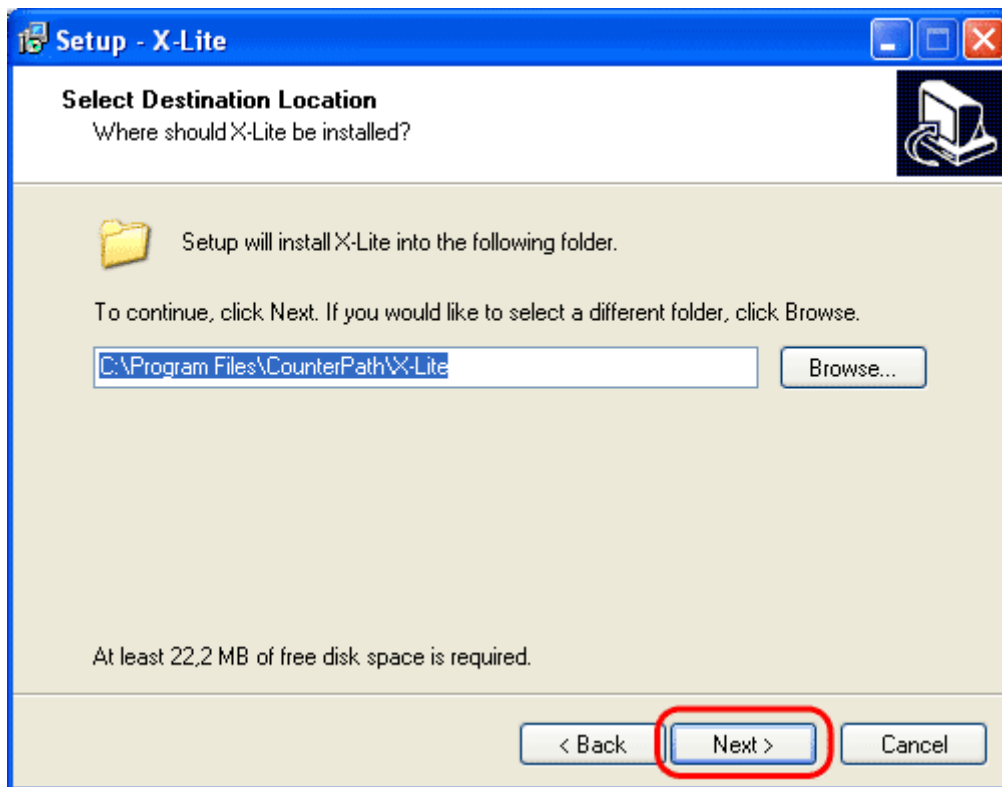 Setup - X-Lite
Select Destination Location
Where should X-Lite be installed?
Setup will install X-Lite into the following folder.
To continue, click Next. If you would like to select a different folder, click Browse.
C:\Program Files\CounterPath\X-Lite
Browse...
At least 22,2 MB of free disk space is required.
< Back
Next >
Cancel